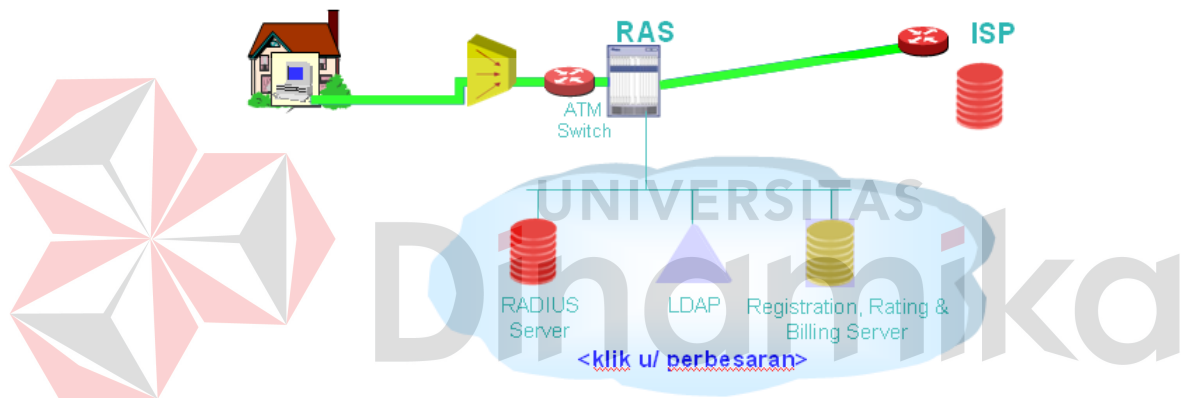 RAS
ISP
ATM
Switch
UNIVERSITAS
Dinamika
RADIUS
Server
LDAP
Registration, Rating &
Billing Server
<klik u/ perbesaran>